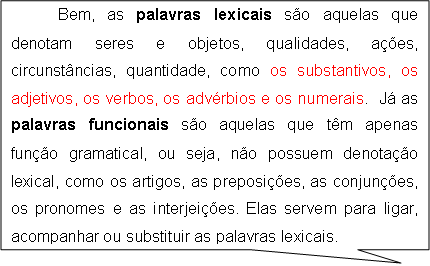 Bem, as palavras lexicais são aquelas que
denotam seres e objetos, qualidades, ações,
circunstâncias, quantidade, como os substantivos, os
adjetivos, os verbos, os advérbios e os numerais. Já as
palavras funcionais são aquelas que têm apenas
função gramatical, ou seja, não possuem denotação
lexical, como os artigos, as preposições, as conjunções,
os pronomes e as interjeições. Elas servem para ligar,
acompanhar ou substituir as palavras lexicais.